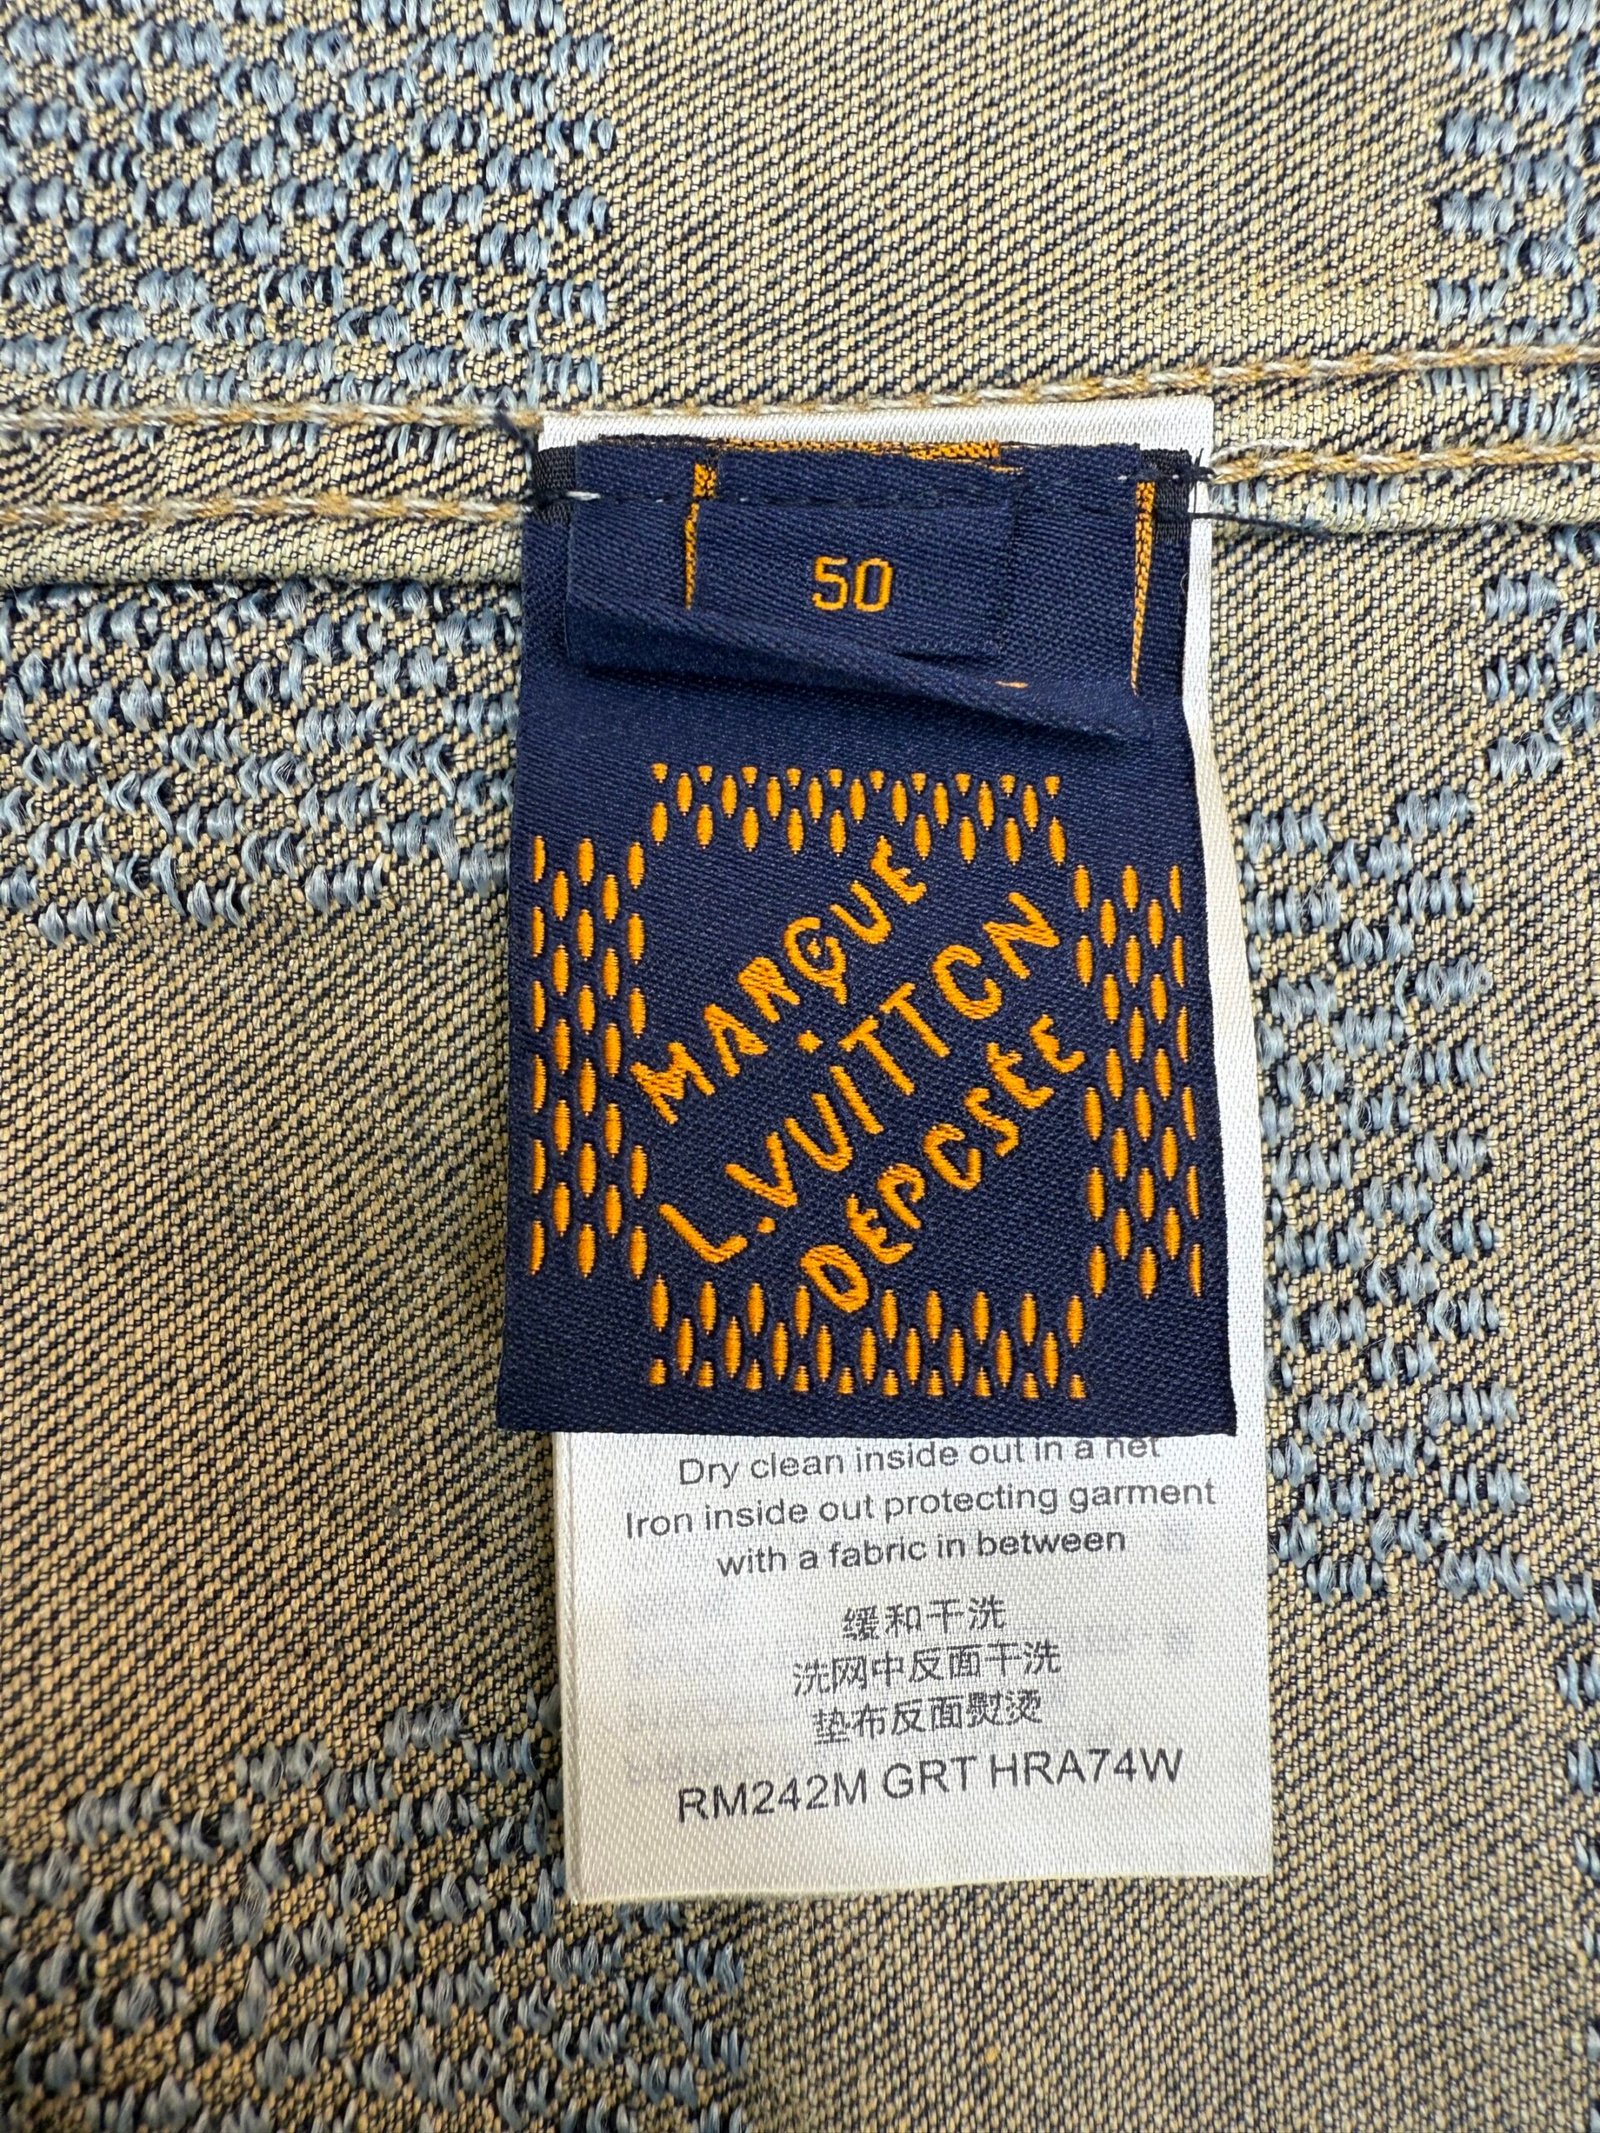 50
MARQUE
L.VUITTON
DÉPOSÉE
Dry clean inside out in a net
Iron inside out protecting garment
with a fabric in between
缓和干洗
洗网中反面干洗
垫布反面熨烫
RM242M GRT HRA74W